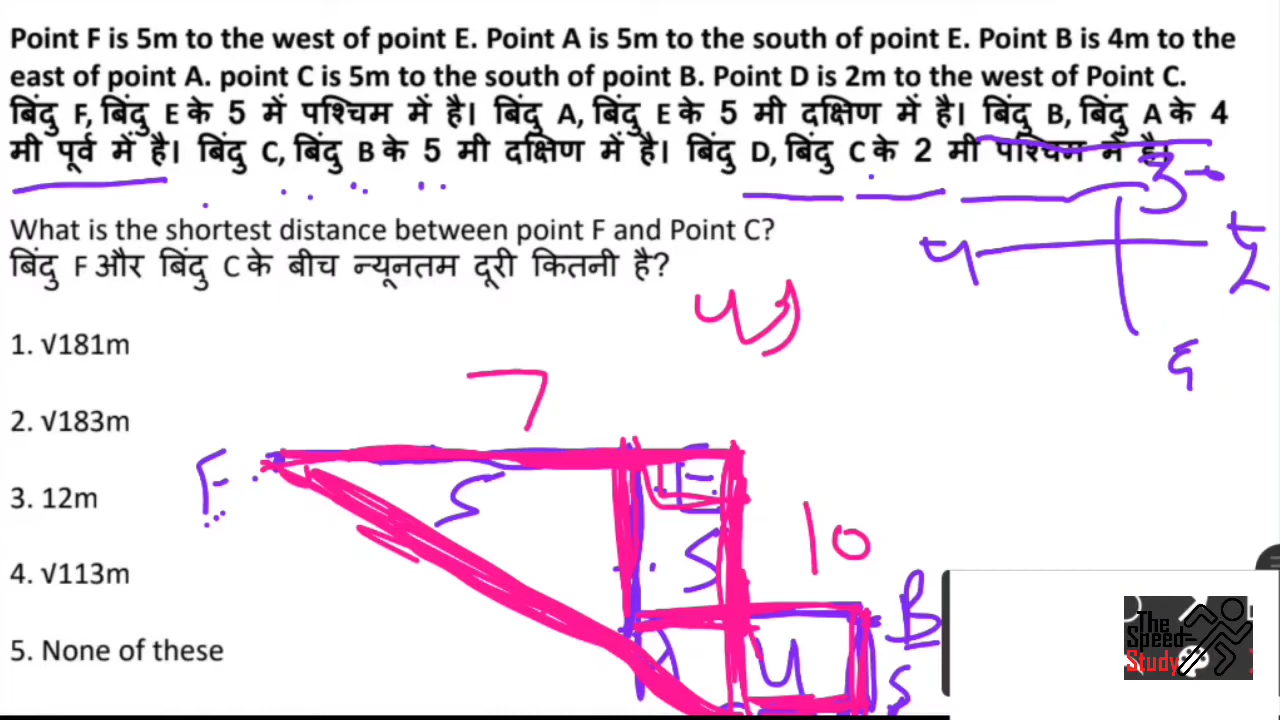 Point F is 5m to the west of point E. Point A is 5m to the south of point E. Point B is 4m to the
east of point A. point C is 5m to the south of point B. Point D is 2m to the west of Point C.
बिंदु F,बिंदु E के 5 में पश्चिम में है। बिंदु A, बिंदु E के 5 मी दक्षिण में है। बिंदु B, बिंदु A के 4
मी पूर्व में है। बिंदु C, बिंदु B के 5 मी दक्षिण में है। बिंदु D, बिंदु C के 2 मी पश्चिम में है।
What is the shortest distance between point F and Point C?
बिंदु F और बिंदु C के बीच न्यूनतम दूरी कितनी है?
1. √181m
2. √183m
3. 12m
4. √113m
5. None of these
7
F
E
5
5
10
B
4
5
The
Speed
Study